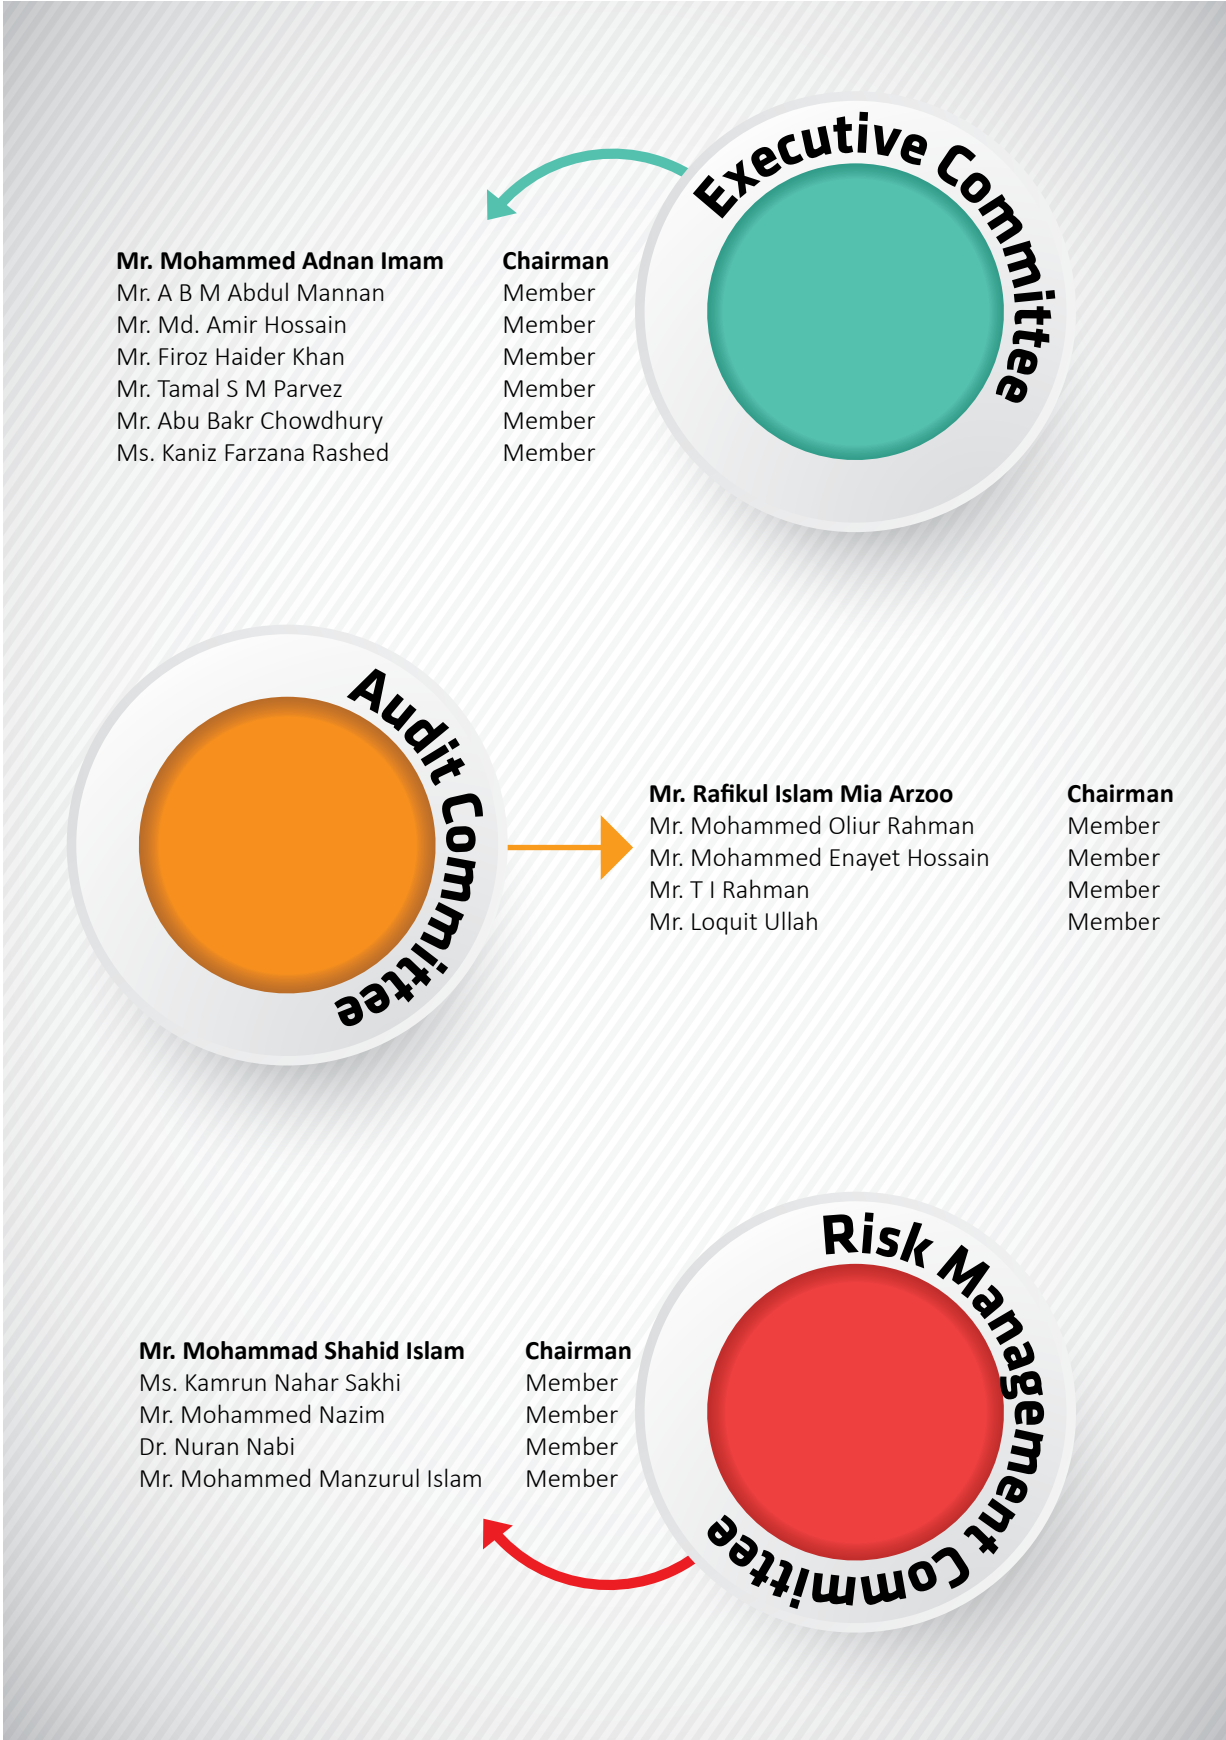 Executive Committee
Mr. Mohammed Adnan Imam Chairman
Mr. A B M Abdul Mannan Member
Mr. Md. Amir Hossain Member
Mr. Firoz Haider Khan Member
Mr. Tamal S M Parvez Member
Mr. Abu Bakr Chowdhury Member
Ms. Kaniz Farzana Rashed Member
Audit Committee
Mr. Rafikul Islam Mia Arzoo Chairman
Mr. Mohammed Oliur Rahman Member
Mr. Mohammed Enayet Hossain Member
Mr. T I Rahman Member
Mr. Loquit Ullah Member
Risk Management Committee
Mr. Mohammad Shahid Islam Chairman
Ms. Kamrun Nahar Sakhi Member
Mr. Mohammed Nazim Member
Dr. Nuran Nabi Member
Mr. Mohammed Manzurul Islam Member